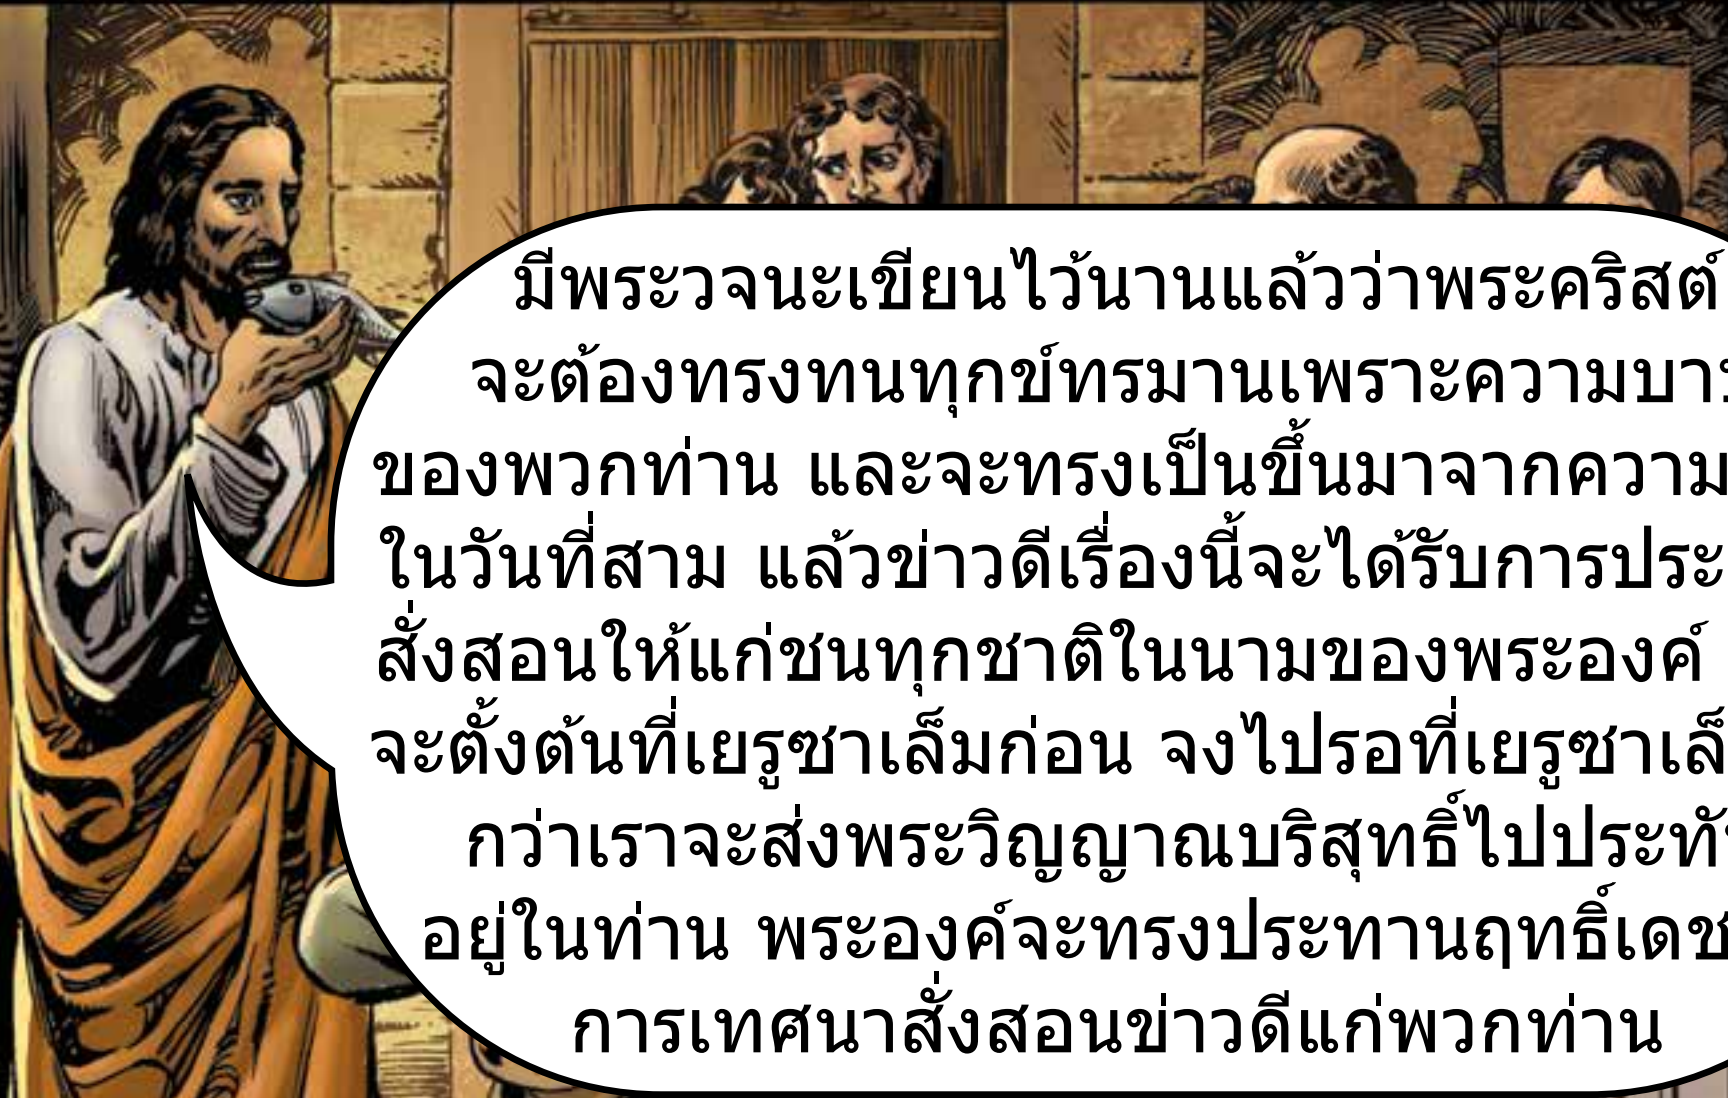 มีพระวจนะเขียนไว้นานแล้วว่าพระคริสต์
จะต้องทรงทนทุกข์ทรมานเพราะความ
ของพวกท่าน และจะทรงเป็นขึ้นมาจากความ
ในวันที่สาม แล้วข่าวดีเรื่องนี้จะได้รับการประ
สั่งสอนให้แก่ชนทุกชาติในนามของพระองค์
จะตั้งต้นที่เยรูซาเล็มก่อน จงไปรอที่
กว่าเราจะส่งพระวิญญาณบริสุทธิ์ไป
อยู่ในท่าน พระองค์จะทรงประทานฤทธิ์เดช
การเทศนาสั่งสอนข่าวดีแก่พวกท่าน